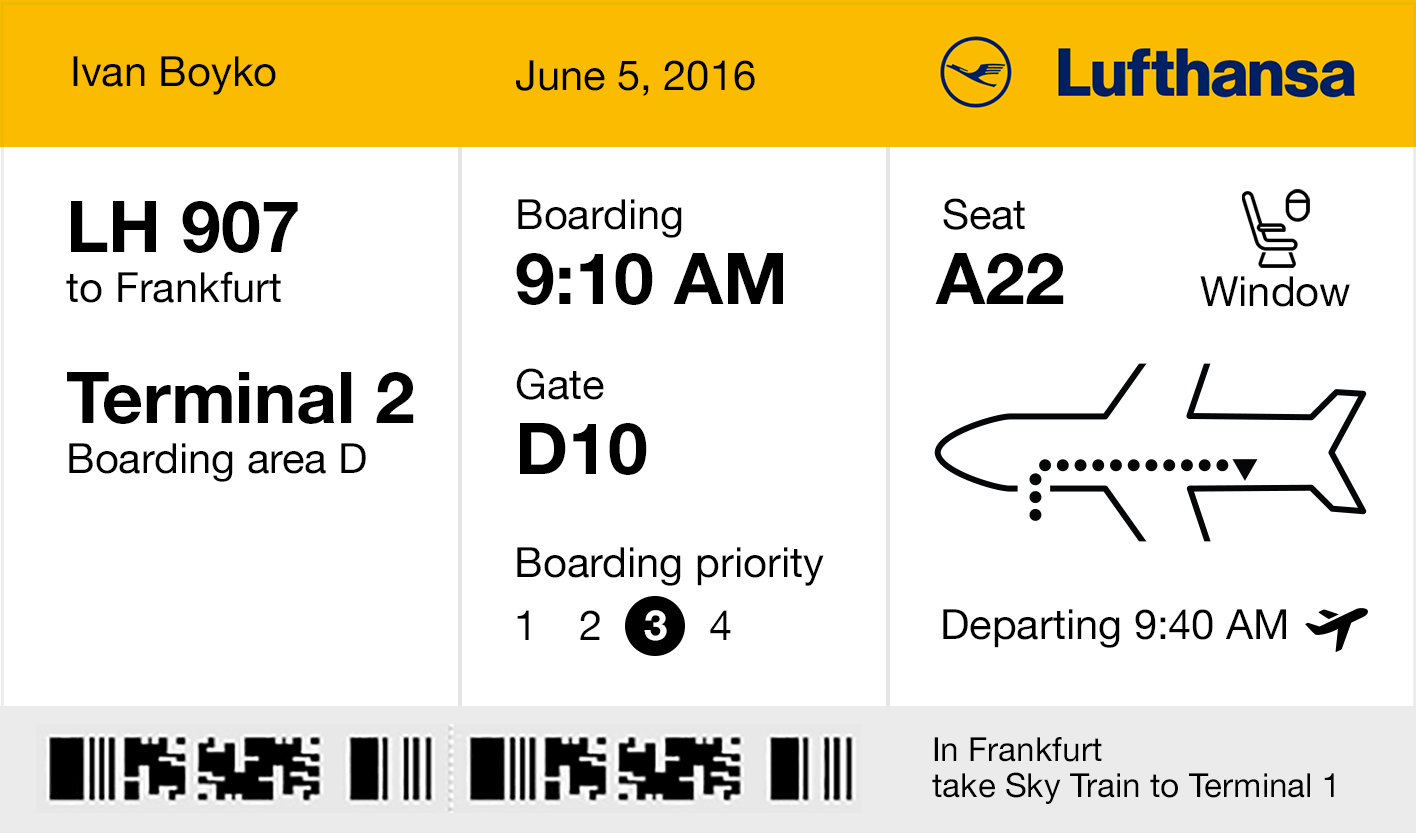 Ivan Boyko
June 5, 2016
Lufthansa
LH 907
to Frankfurt
Terminal 2
Boarding area D
Boarding
9:10 AM
Gate
D10
Boarding priority
1 2 3 4
Seat
A22
Window
Departing 9:40 AM
In Frankfurt
take Sky Train to Terminal 1